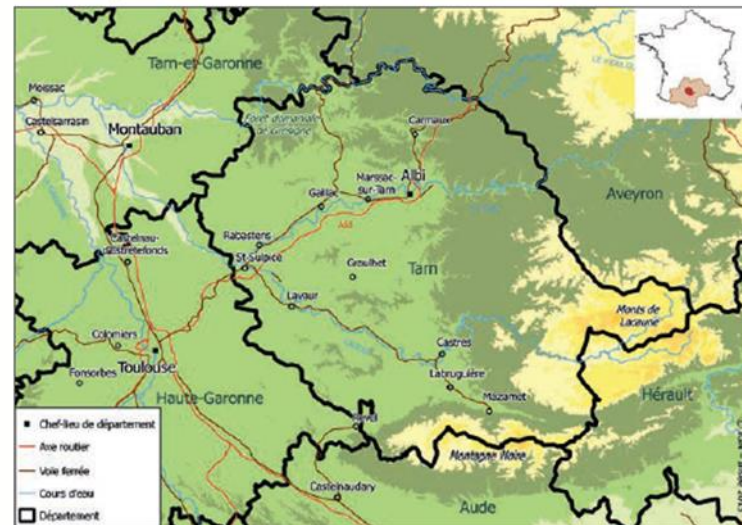 Tarn-et-Garonne
Moissac
Castelsarrasin
Montauban
Forêt domaniale
de Grésigne
Carmaux
Marssac-
sur-Tarn
Albi
Gaillac
Aveyron
Rabastens
A68
Castelnau-
d'Estretefonds
St-Sulpice
Graulhet
Tarn
Lavaur
Monts de
Lacaune
Colomiers
Toulouse
Castres
Labruguière
Fonsorbes
Mazamet
Hérault
Haute-Garonne
Revel
Montagne Noire
Castelnaudary
Aude
Chef-lieu de département
Axe routier
Voie ferrée
Cours d'eau
Département